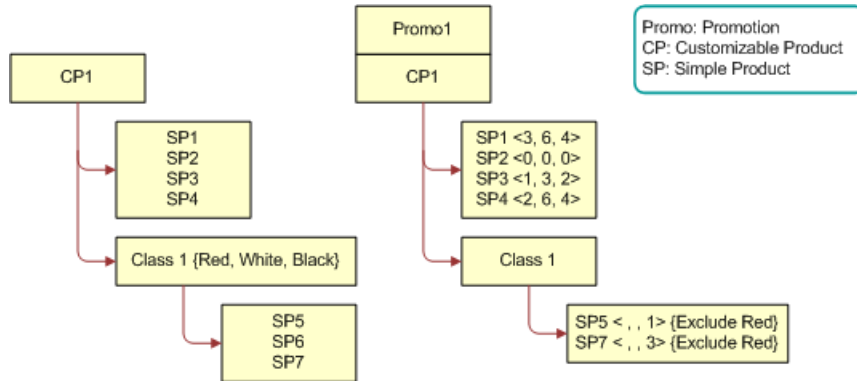 CP1
SP1
SP2
SP3
SP4
Class 1 {Red, White, Black}
SP5
SP6
SP7
Promo1
CP1
SP1 <3, 6, 4>
SP2 <0, 0, 0>
SP3 <1, 3, 2>
SP4 <2, 6, 4>
Class 1
SP5 < , , 1> {Exclude Red}
SP7 < , , 3> {Exclude Red}
Promo: Promotion
CP: Customizable Product
SP: Simple Product